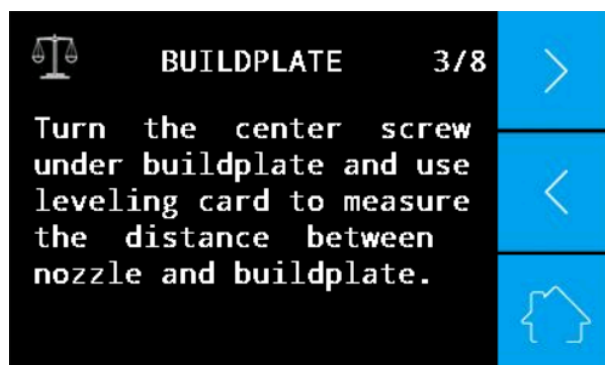 BUILDPLATE 3/8
Turn the center screw
under buildplate and use
leveling card to measure
the distance between
nozzle and buildplate.